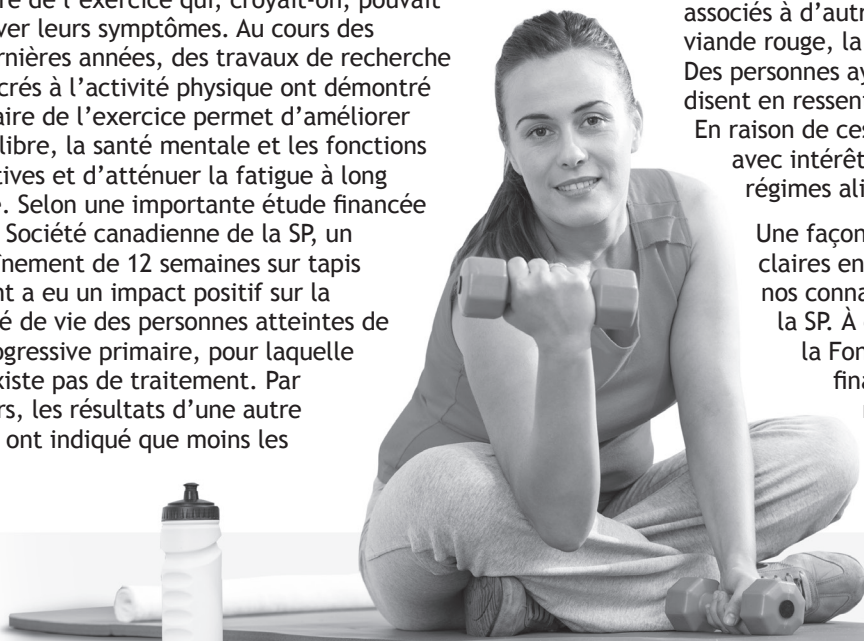 re de l'exercice qui, croyait-on, pouvait
ver leurs symptômes. Au cours des
rnières années, des travaux de recherche
crés à l'activité physique ont démontré
aire de l'exercice permet d'améliorer
libre, la santé mentale et les fonctions
tives et d'atténuer la fatigue à long
. Selon une importante étude financée
Société canadienne de la SP, un
înement de 12 semaines sur tapis
nt a eu un impact positif sur la
é de vie des personnes atteintes de
ogressive primaire, pour laquelle
xiste pas de traitement. Par
rs, les résultats d'une autre
ont indiqué que moins les
associés à d'autr
viande rouge, la
Des personnes ay
disent en ressent
En raison de ces
avec intérêt
régimes ali
Une façon
claires en
nos conna
la SP. À
la Fon
fina